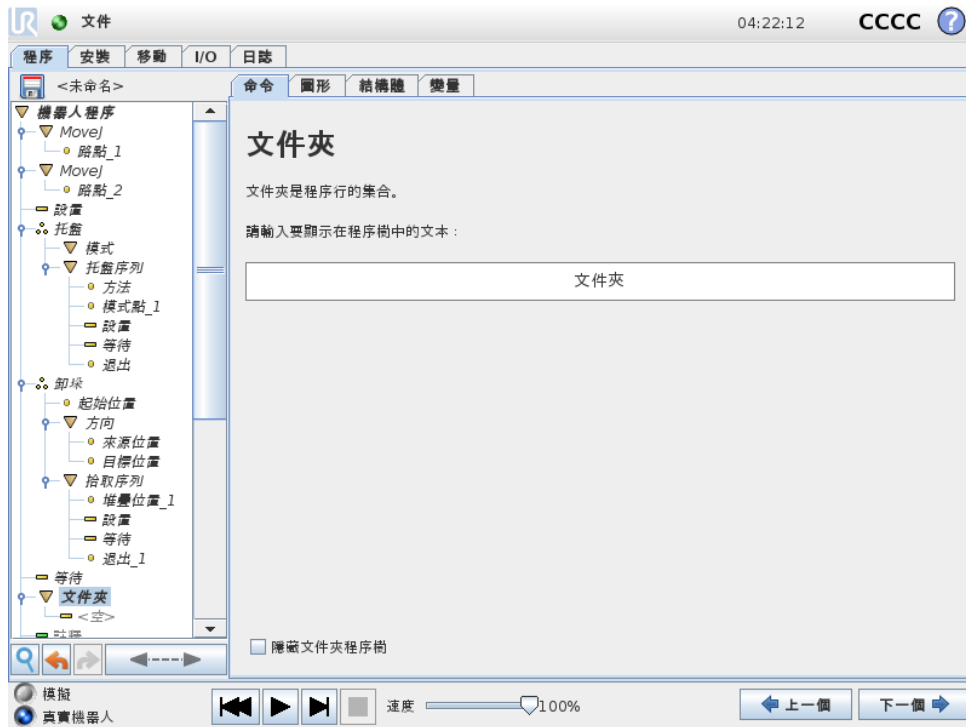 UR 文件 04:22:12 CCCC ?
程序 安裝 移動 I/O 日誌
<未命名>
命令 圖形 結構體 變量
機器人程序
MoveJ
路點_1
MoveJ
路點_2
設置
托盤
模式
托盤序列
方法
模式點_1
設置
等待
退出
卸垛
起始位置
方向
來源位置
目標位置
拾取序列
堆疊位置_1
設置
等待
退出_1
等待
文件夾
<空>
註釋
文件夾
文件夾是程序行的集合。
請輸入要顯示在程序樹中的文本：
文件夾
隱藏文件夾程序樹
模擬
真實機器人
速度 100%
上一個 下一個